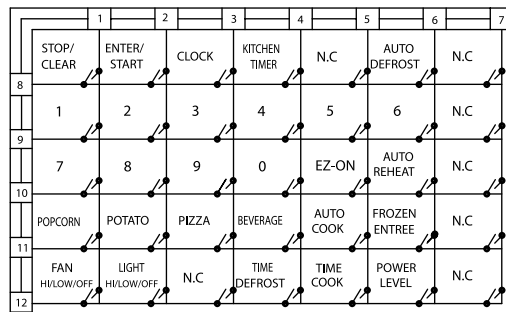 1 2 3 4 5 6 7
STOP/ ENTER/ CLOCK KITCHEN N.C AUTO N.C
CLEAR START TIMER DEFROST
8
1 2 3 4 5 6 N.C
9
7 8 9 0 EZ-ON AUTO N.C
REHEAT
10
POPCORN POTATO PIZZA BEVERAGE AUTO FROZEN N.C
COOK ENTREE
11
FAN LIGHT N.C TIME TIME POWER N.C
HI/LOW/OFF HI/LOW/OFF DEFROST COOK LEVEL
12